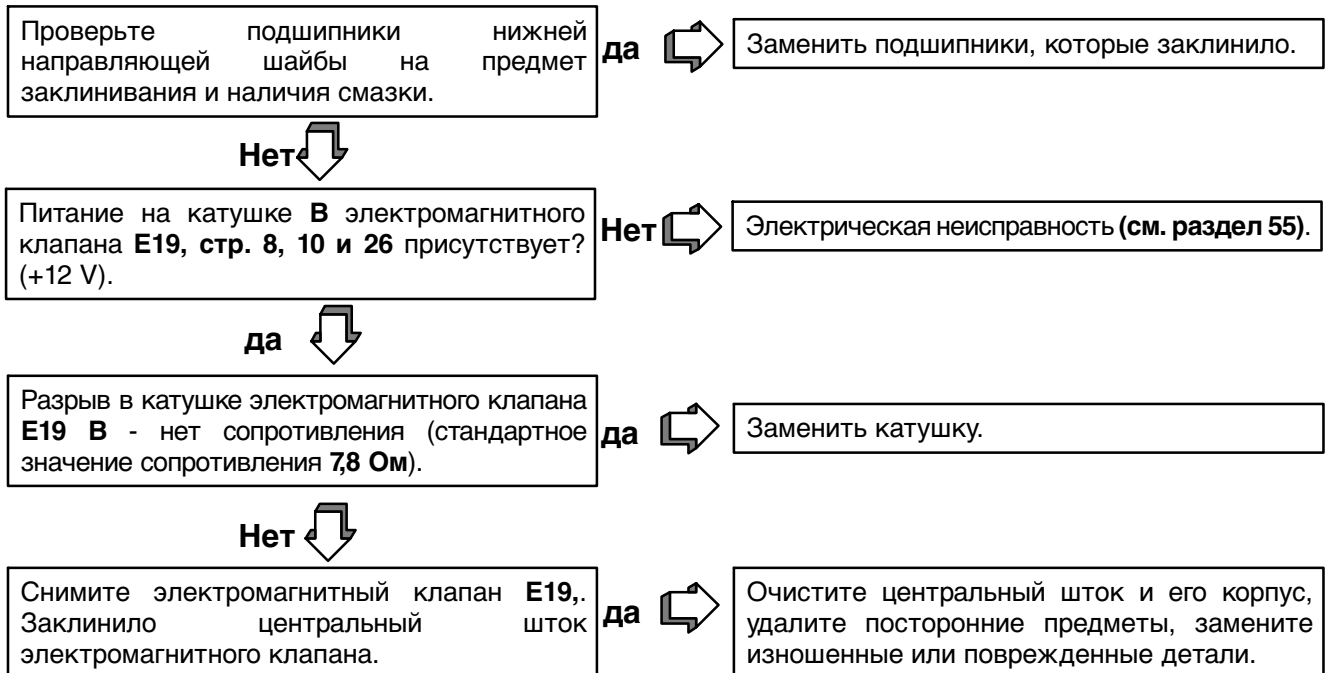 Проверьте подшипники нижней
направляющей шайбы на предмет
заклинивания и наличия смазки.
да
Заменить подшипники, которые заклинило.
Нет
Питание на катушке В электромагнитного
клапана Е19, стр. 8, 10 и 26 присутствует?
(+12 V).
Нет
Электрическая неисправность (см. раздел 55).
да
Разрыв в катушке электромагнитного клапана
Е19 В - нет сопротивления (стандартное
значение сопротивления 7,8 Ом).
да
Заменить катушку.
Нет
Снимите электромагнитный клапан Е19,.
Заклинило центральный шток
электромагнитного клапана.
да
Очистите центральный шток и его корпус,
удалите посторонние предметы, замените
изношенные или поврежденные детали.